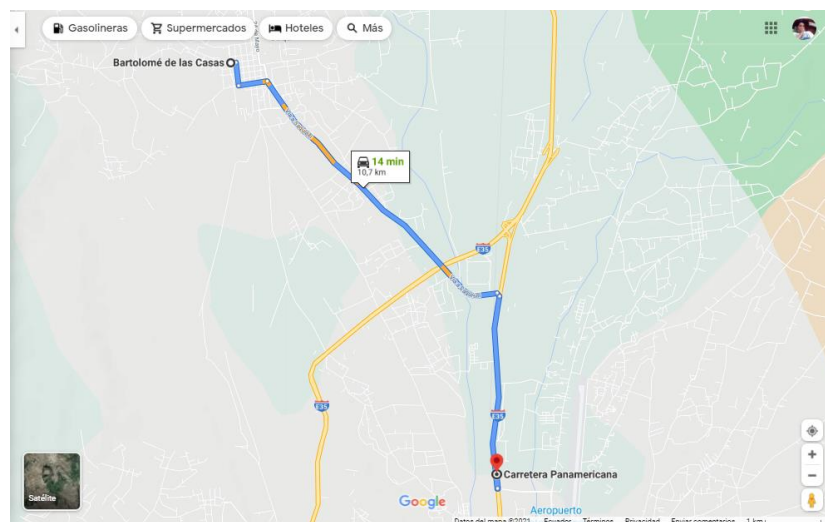 Gasolineras
Supermercados
Hoteles
Más
Bartolomé de las Casas
14 min
10,7 km
E35
E35
E35
Carretera Panamericana
Satélite
Google
Aeropuerto
Datos del mapa ©2021 Ecuador Términos Privacidad Enviar comentarios 1 km